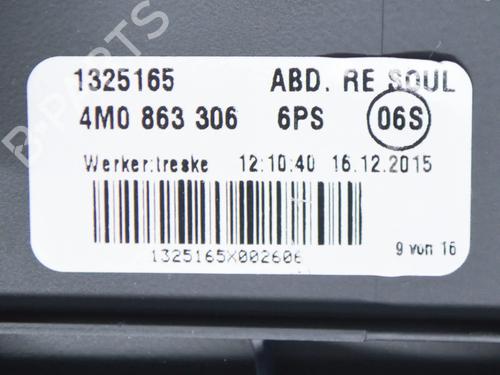 1325165 ABD. RE SOUL
4M0 863 306 6PS 06S
Werker:treske 12:10:40 16.12.2015
1325165X002606
9 von 16
B-PARTS